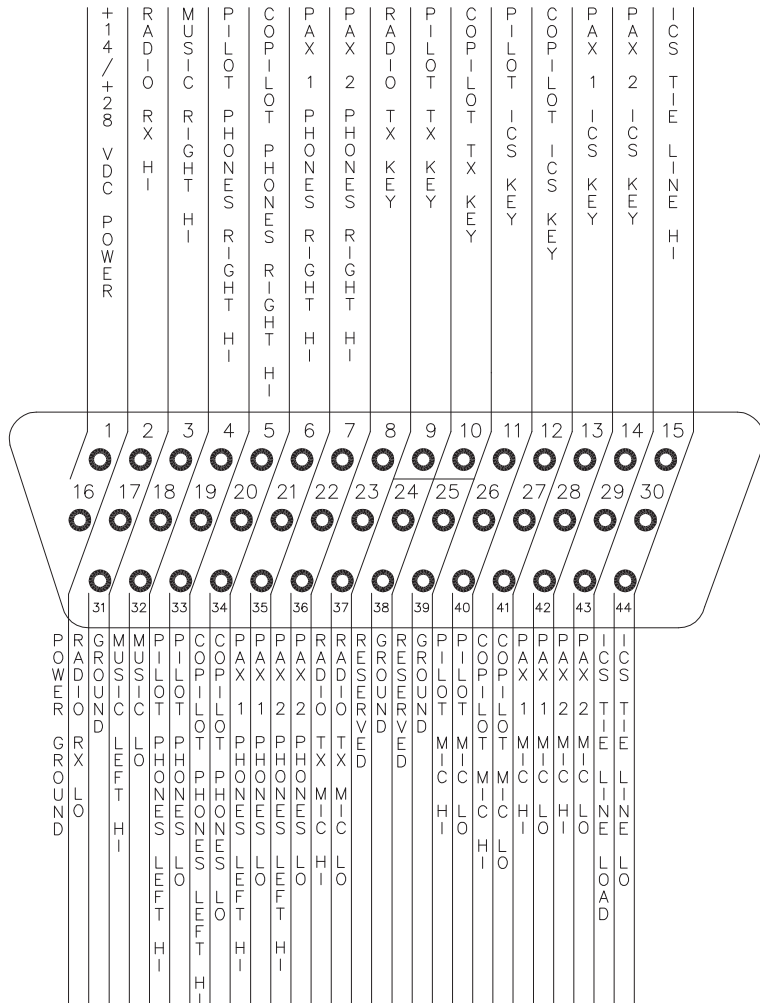 +14/+28 VDC POWER
RADIO RX HI
MUSIC RIGHT HI
PILOT PHONES RIGHT HI
COPILOT PHONES RIGHT HI
PAX 1 PHONES RIGHT HI
PAX 2 PHONES RIGHT HI
RADIO TX KEY
PILOT TX KEY
COPILOT TX KEY
PILOT ICS KEY
COPILOT ICS KEY
PAX 1 ICS KEY
PAX 2 ICS KEY
ICS TIE LINE HI
1 2 3 4 5 6 7 8 9 10 11 12 13 14 15
16 17 18 19 20 21 22 23 24 25 26 27 28 29 30
31 32 33 34 35 36 37 38 39 40 41 42 43 44
POWER GROUND
RADIO RX LO
GROUND
MUSIC LEFT HI
MUSIC LO
PILOT PHONES LEFT HI
PILOT PHONES LO
COPILOT PHONES LEFT HI
COPILOT PHONES LO
PAX 1 PHONES LEFT HI
PAX 1 PHONES LO
PAX 2 PHONES LEFT HI
PAX 2 PHONES LO
RADIO TX MIC HI
RADIO TX MIC LO
RESERVED
GROUND
RESERVED
GROUND
PILOT MIC HI
PILOT MIC LO
COPILOT MIC HI
COPILOT MIC LO
PAX 1 MIC HI
PAX 1 MIC LO
PAX 2 MIC HI
PAX 2 MIC LO
ICS TIE LINE LOAD
ICS TIE LINE LO